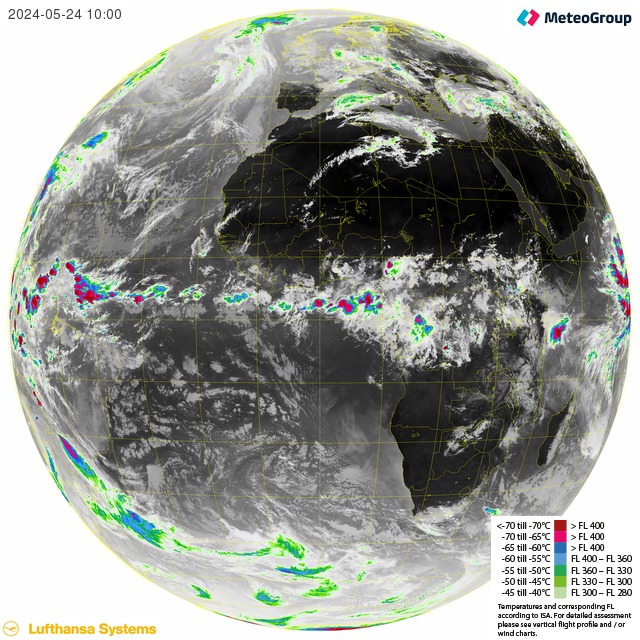 2024-05-24 10:00
MeteoGroup
<-70 till -70°C > FL 400
-70 till -65°C > FL 400
-65 till -60°C > FL 400
-60 till -55°C FL 400 – FL 360
-55 till -50°C FL 360 – FL 330
-50 till -45°C FL 330 – FL 300
-45 till -40°C FL 300 – FL 280
Temperatures and corresponding FL
according to ISA. For detailed assessment
please see vertical flight profile and / or
wind charts.
Lufthansa Systems